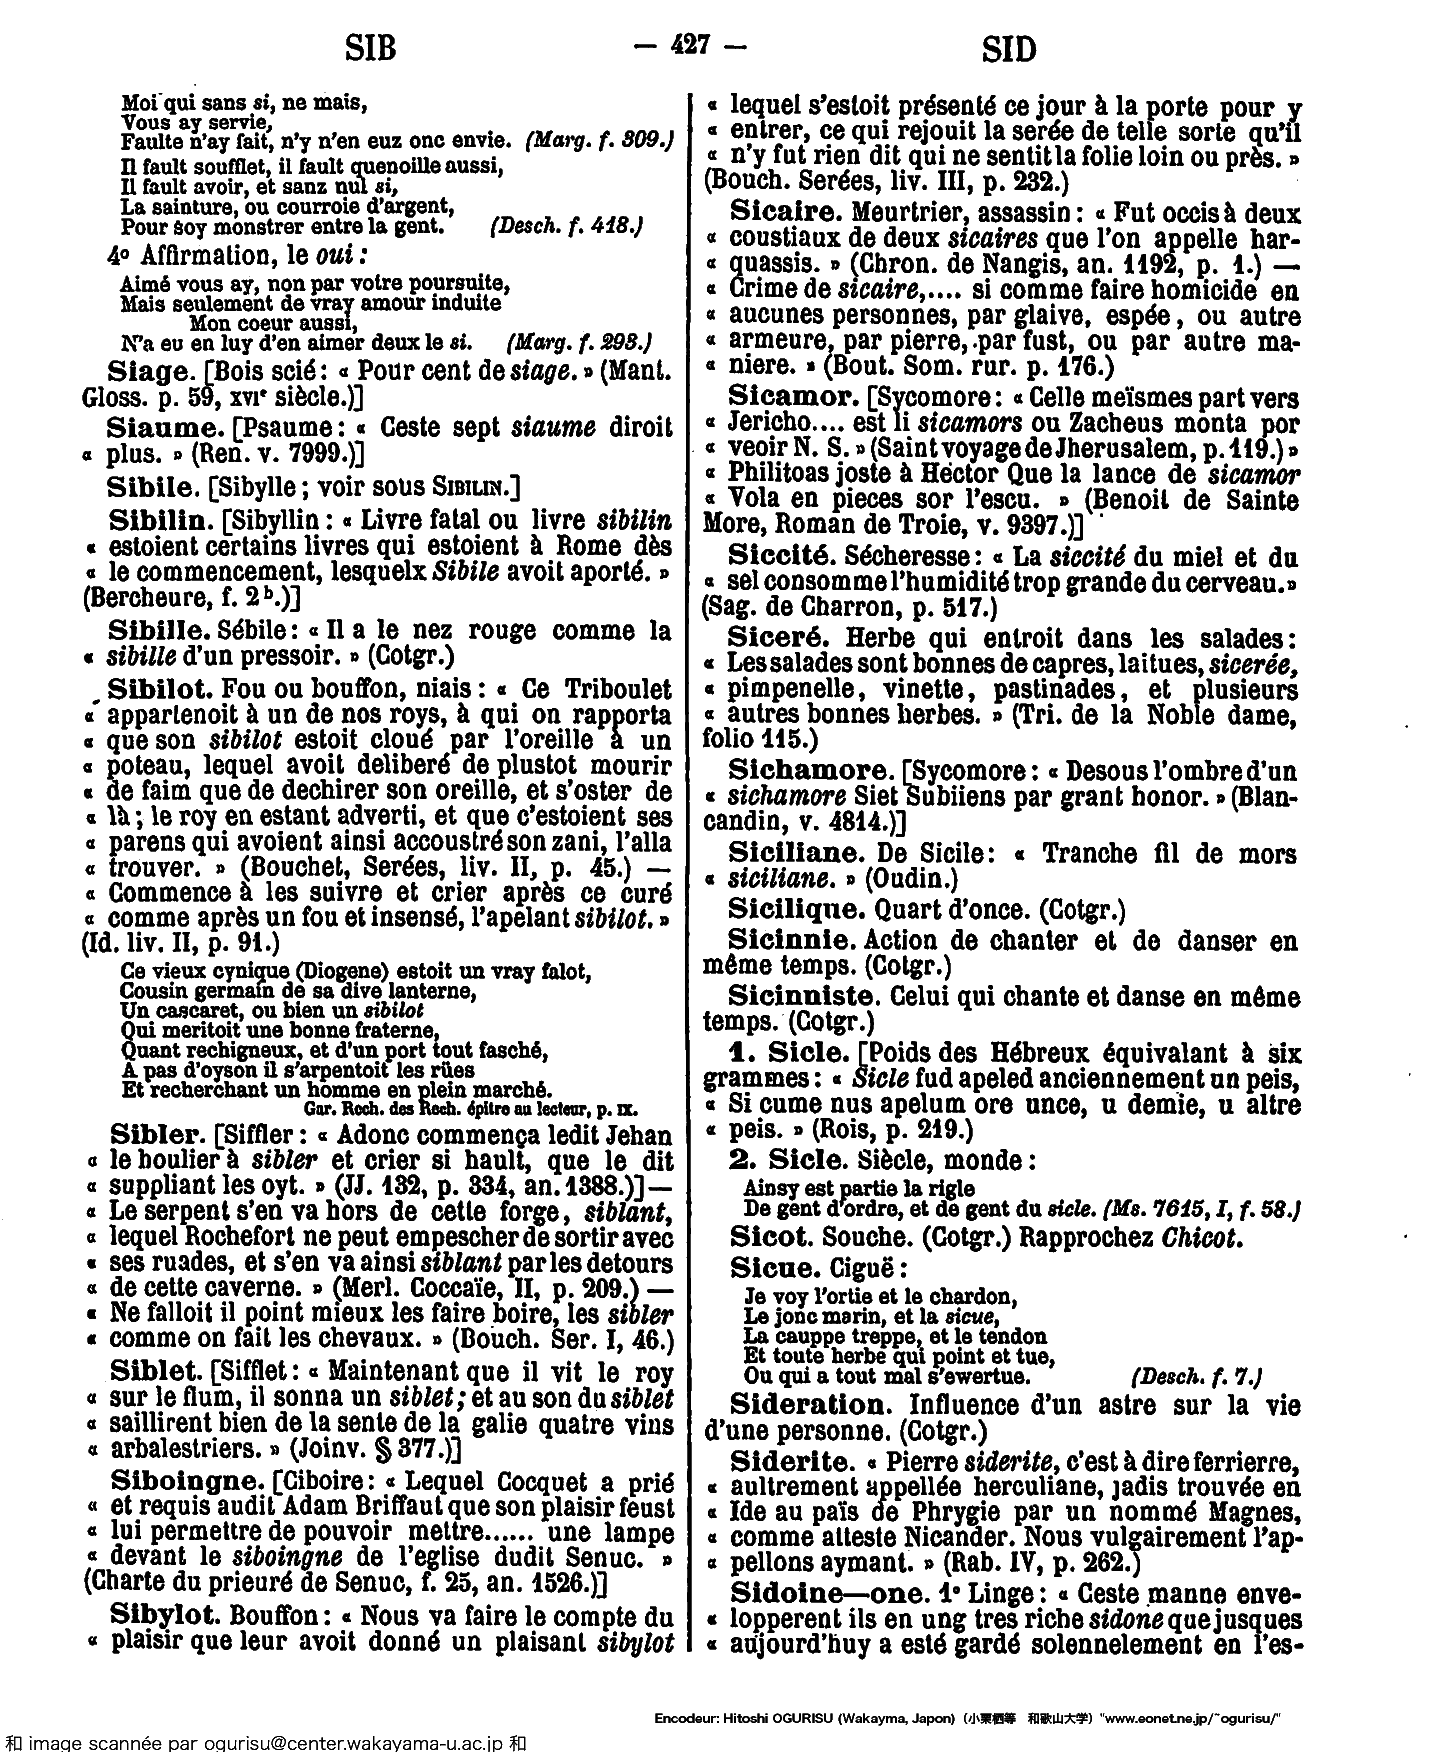 SIB
— 427 —
SID
Moi qui sans si, ne mais,
Vous ay servie,
Faulte n'ay fait, n'y n'en euz onc envie. (Marg. f. 309.)
Il fault soufflet, il fault quenoille aussi,
Il fault avoir, et sanz nul si,
La sainture, ou courroie d'argent,
Pour soy monstrer entre la gent. (Desch. f. 418.)
4º Affirmation, le oui :
Aimé vous ay, non par votre poursuite,
Mais seulement de vray amour induite
Mon coeur aussi,
N'a eu en luy d'en aimer deux le si. (Marg. f. 293.)
Siage. [Bois scié : « Pour cent de siage. » (Mant.
Gloss. p. 59, XVIe siècle.)]
Siaume. [Psaume : « Ceste sept siaume diroit
« plus. » (Ren. v. 7999.)]
Sibile. [Sibylle ; voir sous SIBILIN.]
Sibilin. [Sibyllin : « Livre fatal ou livre sibilin
« estoient certains livres qui estoient à Rome dès
« le commencement, lesquelx Sibile avoit aporté. »
(Bercheure, f. 2 b.)]
Sibille. Sébile : « Il a le nez rouge comme la
« sibille d'un pressoir. » (Cotgr.)
Sibilot. Fou ou bouffon, niais : « Ce Triboulet
« appartenoit à un de nos roys, à qui on rapporta
« que son sibilot estoit cloué par l'oreille à un
« poteau, lequel avoit deliberé de plustot mourir
« de faim que de dechirer son oreille, et s'oster de
« là ; le roy en estant adverti, et que c'estoient ses
« parens qui avoient ainsi accoustré son zani, l'alla
« trouver. » (Bouchet, Serées, liv. II, p. 45.) —
« Commence à les suivre et crier après ce curé
« comme après un fou et insensé, l'apelant sibilot. »
(Id. liv. II, p. 91.)
Ce vieux cynique (Diogene) estoit un vray falot,
Cousin germain de sa dive lanterne,
Un cascaret, ou bien un sibilot
Qui meritoit une bonne fraterne,
Quant rechigneux, et d'un port tout fasché,
A pas d'oyson il s'arpentoit les rües
Et recherchant un homme en plein marché.
Gar. Roch. des Rech. épitre au lecteur, p. IX.
Sibler. [Siffler : « Adonc commença ledit Jehan
« le houlier à sibler et crier si hault, que le dit
« suppliant les oyt. » (JJ. 132, p. 334, an. 1388.)] —
« Le serpent s'en va hors de cette forge, siblant,
« lequel Rochefort ne peut empescher de sortir avec
« ses ruades, et s'en va ainsi siblant par les detours
« de cette caverne. » (Merl. Coccaïe, II, p. 209.) —
« Ne falloit il point mieux les faire boire, les sibler
« comme on fait les chevaux. » (Bouch. Ser. I, 46.)
Siblet. [Sifflet : « Maintenant que il vit le roy
« sur le flum, il sonna un siblet ; et au son du siblet
« saillirent bien de la sente de la galie quatre vins
« arbalestriers. » (Joinv. § 377.)]
Siboingne. [Ciboire : « Lequel Cocquet a prié
« et requis audit Adam Briffaut que son plaisir feust
« lui permettre de pouvoir mettre...... une lampe
« devant le siboingne de l'eglise dudit Senuc. »
(Charte du prieuré de Senuc, f. 25, an. 1526.)]
Sibylot. Bouffon : « Nous va faire le compte du
« plaisir que leur avoit donné un plaisant sibylot
« lequel s'estoit présenté ce jour à la porte pour y
« entrer, ce qui rejouit la serée de telle sorte qu'il
« n'y fut rien dit qui ne sentit la folie loin ou près. »
(Bouch. Serées, liv. III, p. 232.)
Sicaire. Meurtrier, assassin : « Fut occis à deux
« coustiaux de deux sicaires que l'on appelle har-
« quassis. » (Chron. de Nangis, an. 1192, p. 1.) —
« Crime de sicaire,.... si comme faire homicide en
« aucunes personnes, par glaive, espée, ou autre
« armeure, par pierre, par fust, ou par autre ma-
« niere. » (Bout. Som. rur. p. 176.)
Sicamor. [Sycomore : « Celle meïsmes part vers
« Jericho.... est li sicamors ou Zacheus monta por
« veoir N. S. » (Saint voyage de Jherusalem, p. 119.) »
« Philitoas joste à Hector Que la lance de sicamor
« Vola en pieces sor l'escu. » (Benoit de Sainte
More, Roman de Troie, v. 9397.)]
Siccité. Sécheresse : « La siccité du miel et du
« sel consomme l'humidité trop grande du cerveau. »
(Sag. de Charron, p. 517.)
Siceré. Herbe qui entroit dans les salades :
« Les salades sont bonnes de capres, laitues, sicerée,
« pimpenelle, vinette, pastinades, et plusieurs
« autres bonnes herbes. » (Tri. de la Noble dame,
folio 115.)
Sichamore. [Sycomore : « Desous l'ombre d'un
« sichamore Siet Subiiens par grant honor. » (Blan-
candin, v. 4814.)]
Siciliane. De Sicile : « Tranche fil de mors
« siciliane. » (Oudin.)
Sicilique. Quart d'once. (Cotgr.)
Sicinnie. Action de chanter et de danser en
même temps. (Cotgr.)
Sicinniste. Celui qui chante et danse en même
temps. (Cotgr.)
1. Sicle. [Poids des Hébreux équivalant à six
grammes : « Sicle fud apeled anciennement un peis,
« Si cume nus apelum ore unce, u demie, u altre
« peis. » (Rois, p. 219.)
2. Sicle. Siècle, monde :
Ainsy est partie la rigle
De gent d'ordre, et de gent du sicle. (Ms. 7615, I, f. 58.)
Sicot. Souche. (Cotgr.) Rapprochez Chicot.
Sicue. Ciguë :
Je voy l'ortie et le chardon,
Le jonc marin, et la sicue,
La cauppe treppe, et le tendon
Et toute herbe qui point et tue,
Ou qui a tout mal s'ewertue. (Desch. f. 7.)
Sideration. Influence d'un astre sur la vie
d'une personne. (Cotgr.)
Siderite. « Pierre siderite, c'est à dire ferrierre,
« aultrement appellée herculiane, jadis trouvée en
« Ide au païs de Phrygie par un nommé Magnes,
« comme atteste Nicander. Nous vulgairement l'ap-
« pellons aymant. » (Rab. IV, p. 262.)
Sidoine—one. 1º Linge : « Ceste manne enve-
« lopperent ils en ung tres riche sidone que jusques
« aujourd'huy a esté gardé solennelement en l'es-
Encodeur: Hitoshi OGURISU (Wakayma, Japon) (小栗栖等 和歌山大学) "www.eonet.ne.jp/~ogurisu/"
和 image scannée par ogurisu@center.wakayama-u.ac.jp 和